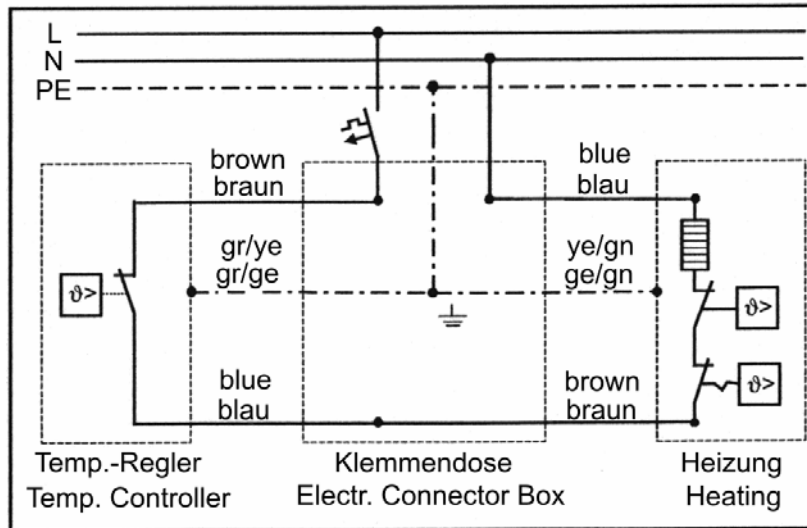 L
N
PE
brown
braun
blue
blau
gr/ye
gr/ge
ye/gn
ge/gn
ϑ>
ϑ>
ϑ>
blue
blau
brown
braun
Temp.-Regler
Temp. Controller
Klemmendose
Electr. Connector Box
Heizung
Heating